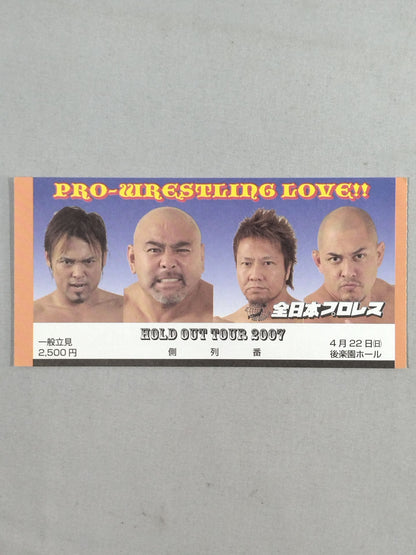 PRO-WRESTLING LOVE!!
全日本プロレス
HOLD OUT TOUR 2007
一般立見
2,500円
側 列 番
4月22日(日)
後楽園ホール